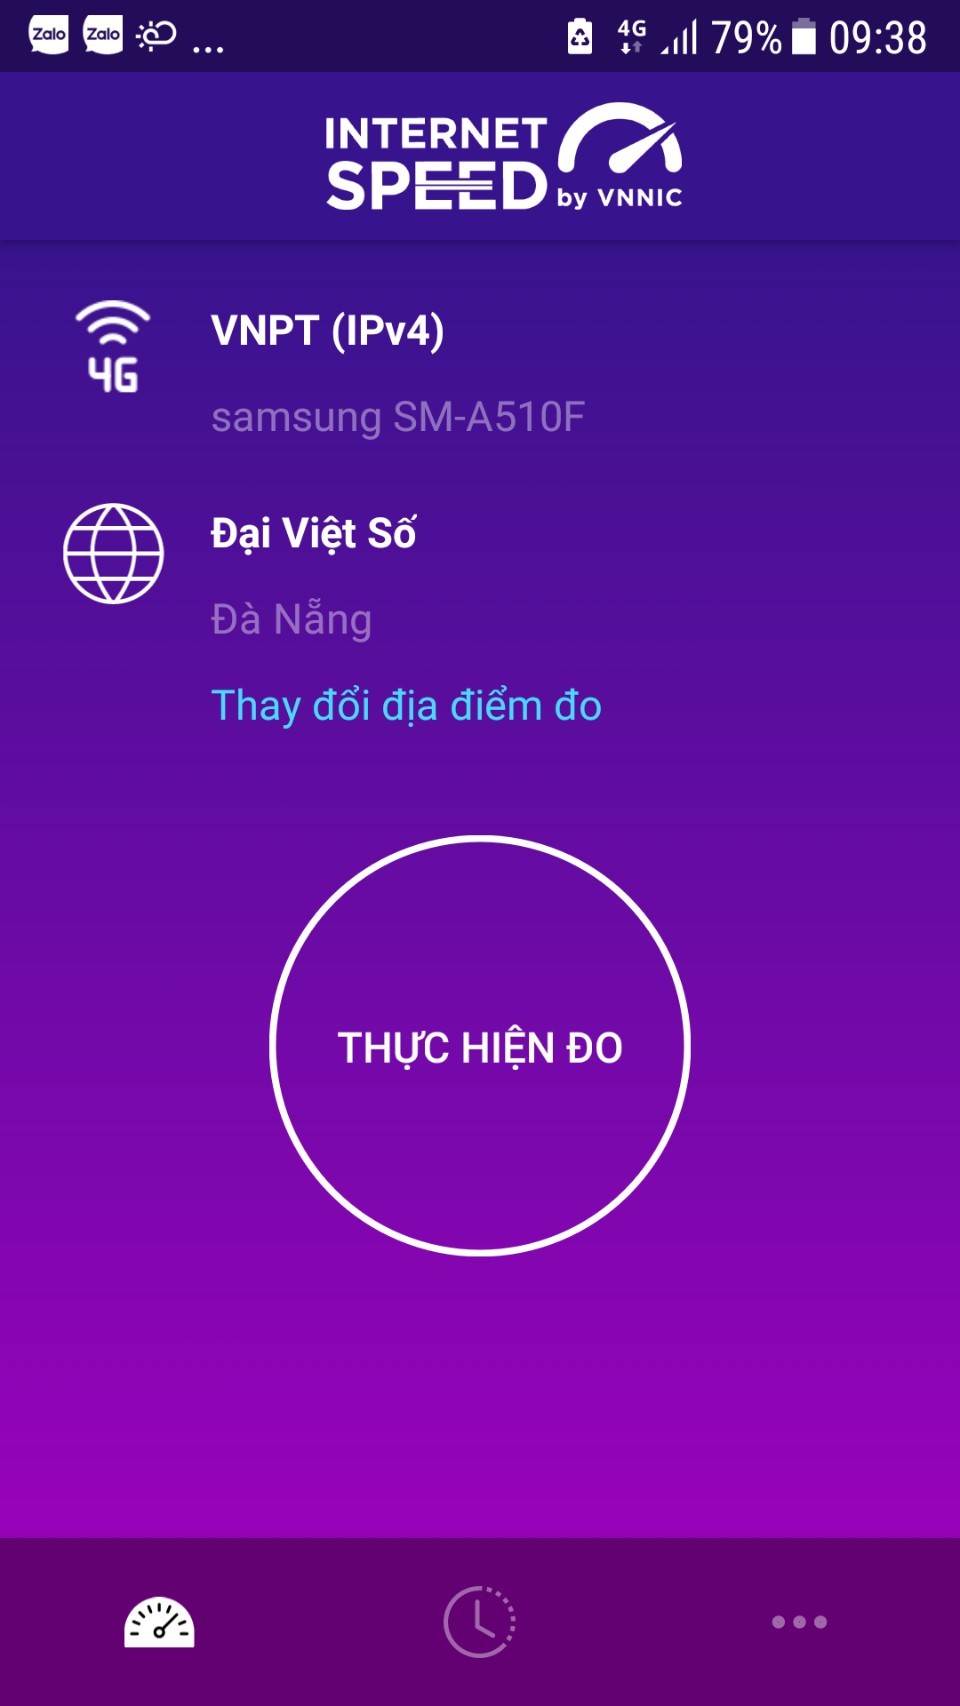 Zalo Zalo ... 4G 79% 09:38
INTERNET
SPEED by VNNIC
4G
VNPT (IPv4)
samsung SM-A510F
Đại Việt Số
Đà Nẵng
Thay đổi địa điểm đo
THỰC HIỆN ĐO